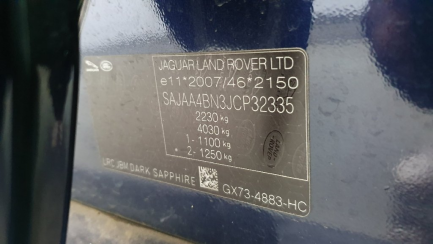 JAGUAR LAND ROVER LTD
e11*2007/46*2150
SAJAA4BN3JCP32335
2230 kg
4030 kg
1- 1100 kg
2- 1250 kg
LRC JBM DARK SAPPHIRE
GX73-4883-HC